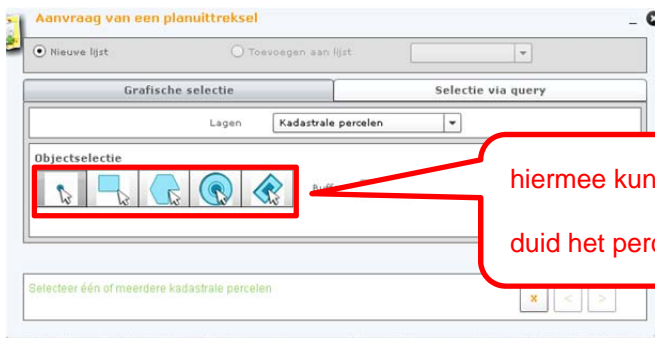 Aanvraag van een planuittreksel
Nieuwe lijst Toevoegen aan lijst
Grafische selectie Selectie via query
Lagen Kadastrale percelen
Objectselectie
hiermee kun
duid het perc
Selecteer één of meerdere kadastrale percelen
x < >